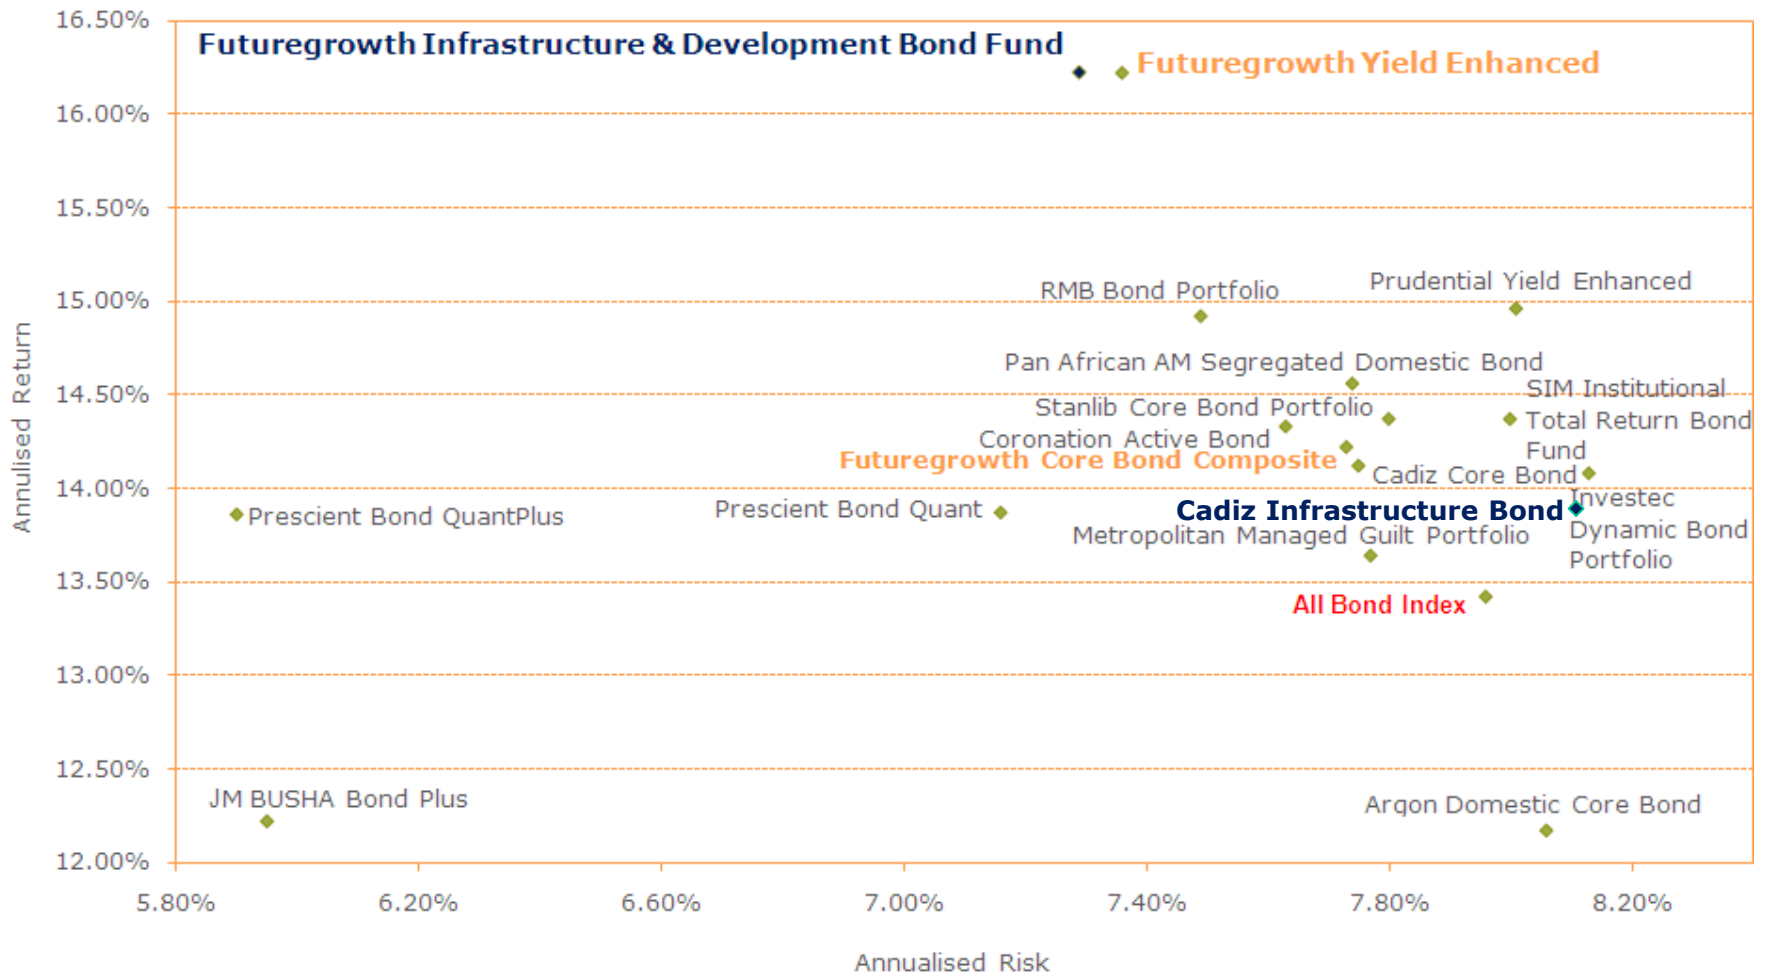 16.50%
Futuregrowth Infrastructure & Development Bond Fund
Futuregrowth Yield Enhanced
16.00%
15.50%
15.00%
RMB Bond Portfolio
Prudential Yield Enhanced
Pan African AM Segregated Domestic Bond
14.50%
SIM Institutional
Total Return Bond
Fund
Stanlib Core Bond Portfolio
Coronation Active Bond
Futuregrowth Core Bond Composite
Cadiz Core Bond
14.00%
Prescient Bond QuantPlus
Prescient Bond Quant
Cadiz Infrastructure Bond
Investec
Dynamic Bond
Portfolio
Metropolitan Managed Guilt Portfolio
13.50%
All Bond Index
13.00%
12.50%
JM BUSHA Bond Plus
Argon Domestic Core Bond
12.00%
Annulised Return
5.80%
6.20%
6.60%
7.00%
7.40%
7.80%
8.20%
Annualised Risk